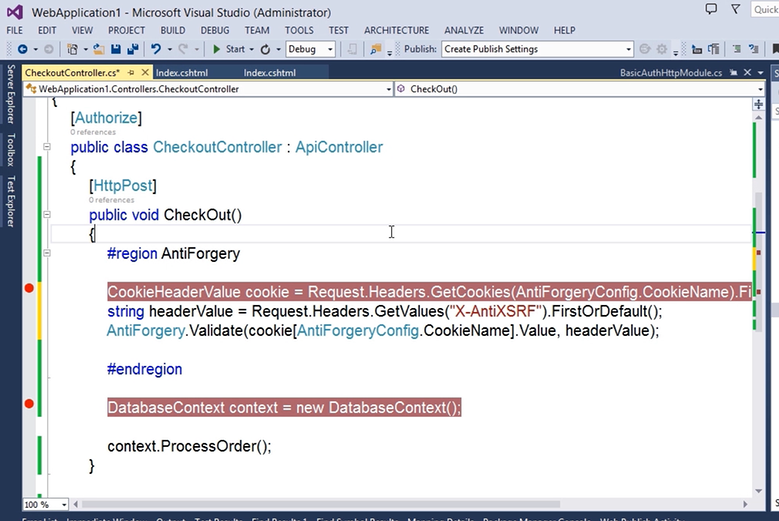 WebApplication1 - Microsoft Visual Studio (Administrator)
Quick
FILE EDIT VIEW PROJECT BUILD DEBUG TEAM TOOLS TEST ARCHITECTURE ANALYZE WINDOW HELP
Start Debug Publish: Create Publish Settings
CheckoutController.cs* Index.cshtml Index.cshtml BasicAuthHttpModule.cs
WebApplication1.Controllers.CheckoutController CheckOut()
Server Explorer
Toolbox
Test Explorer
{
[Authorize]
0 references
public class CheckoutController : ApiController
{
[HttpPost]
0 references
public void CheckOut()
{
#region AntiForgery
CookieHeaderValue cookie = Request.Headers.GetCookies(AntiForgeryConfig.CookieName).Fi
string headerValue = Request.Headers.GetValues("X-AntiXSRF").FirstOrDefault();
AntiForgery.Validate(cookie[AntiForgeryConfig.CookieName].Value, headerValue);
#endregion
DatabaseContext context = new DatabaseContext();
context.ProcessOrder();
}
100 %